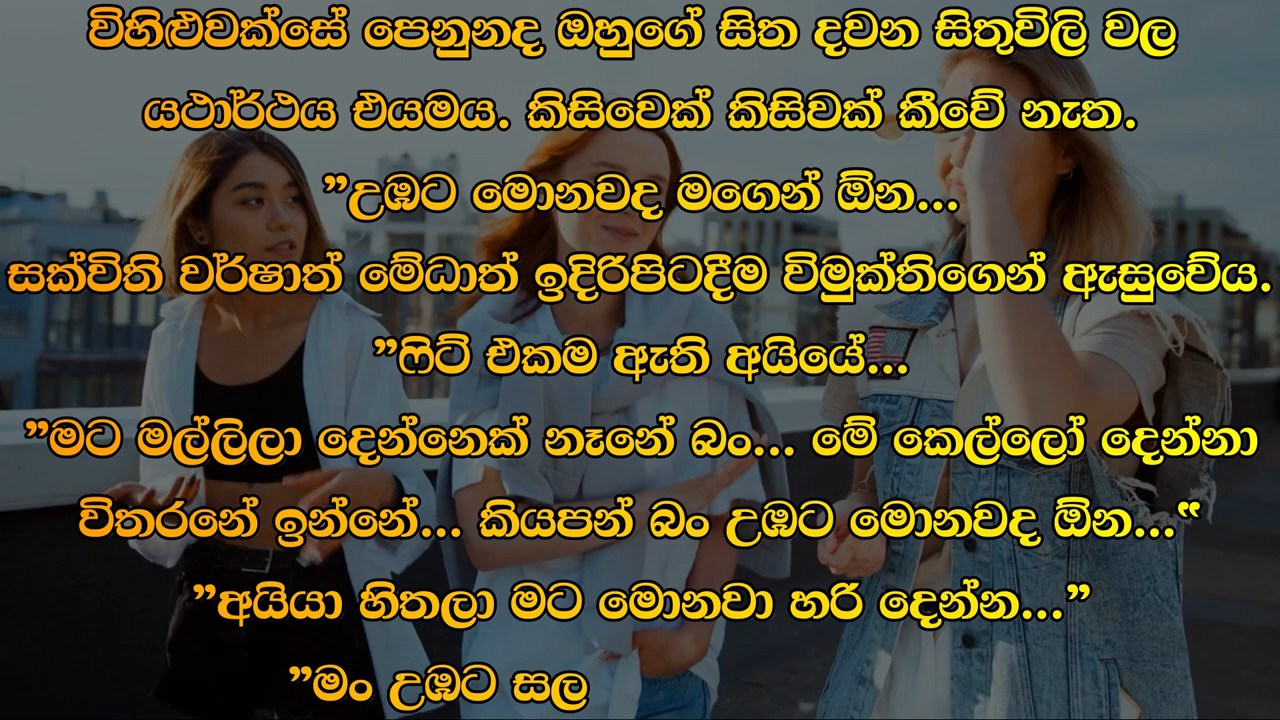 විහිළුවක්සේ පෙනුනද ඔහුගේ සිත දවන සිතුවිලි වල
යථාර්ථය එයමය. කිසිවෙක් කිසිවක් කීවේ නැත.
”උඹට මොනවද මගෙන් ඕන...
සක්විති වර්ෂාත් මේධාත් ඉදිරිපිටදීම විමුක්තිගෙන් ඇසුවේය.
”ෆිට් එකම ඇති අයියේ...
”මට මල්ලිලා දෙන්නෙක් නෑනේ බං... මේ කෙල්ලෝ දෙන්නා
විතරනේ ඉන්නේ... කියපන් බං උඹට මොනවද ඕන...“
”අයියා හිතලා මට මොනවා හරි දෙන්න...”
”මං උඹට සල